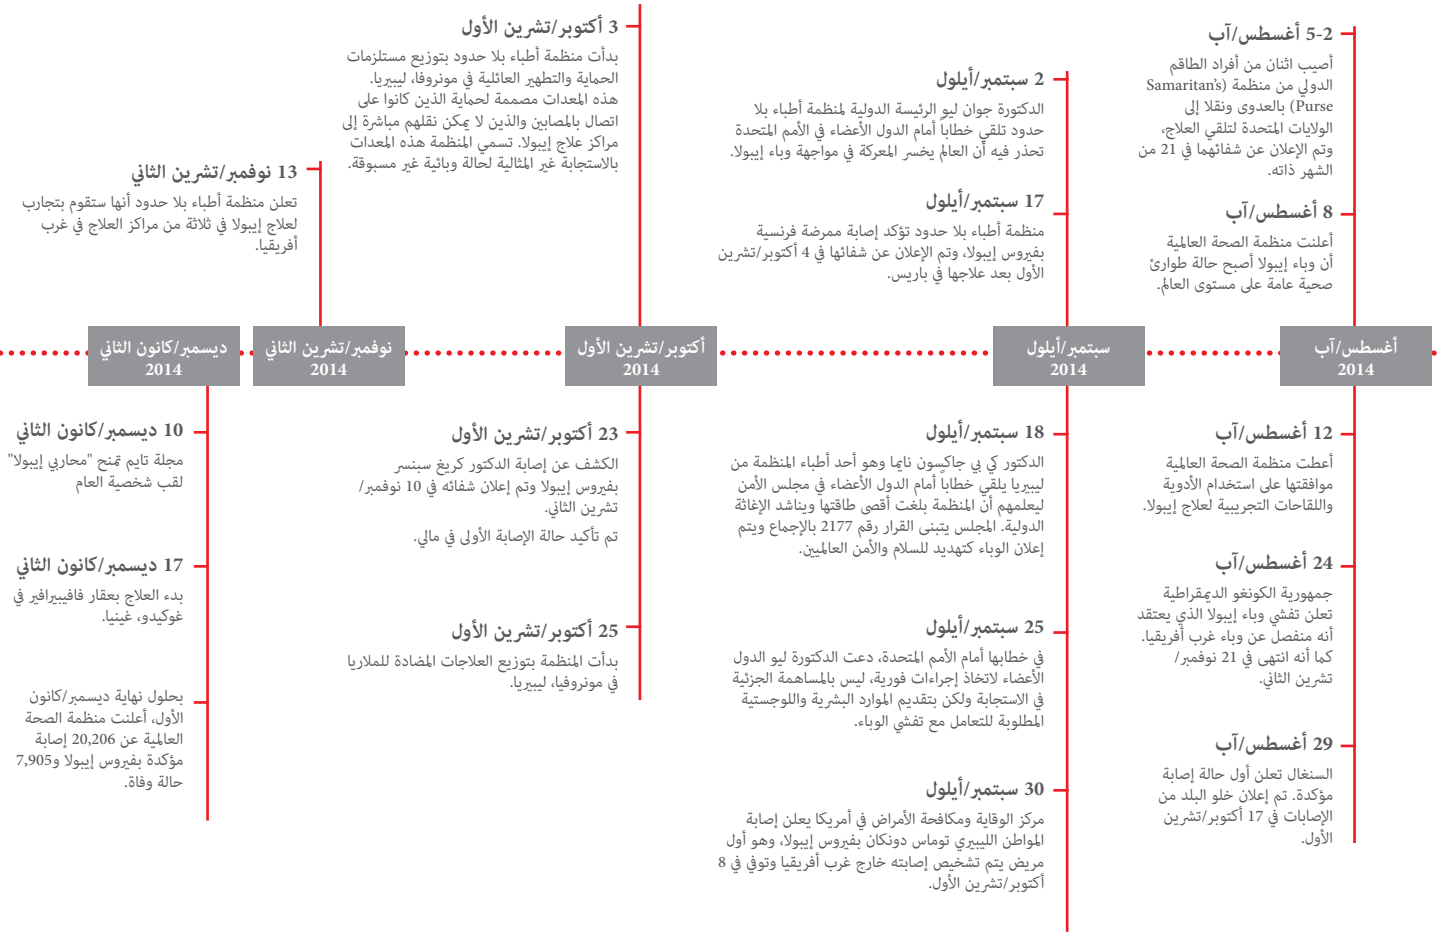 5-2 أغسطس/آب
أصيب اثنان من أفراد الطاقم
الدولي من منظمة (Samaritan's
Purse) بالعدوى ونقلا إلى
الولايات المتحدة لتلقي العلاج،
وتم الإعلان عن شفائهما في 21 من
الشهر ذاته.
8 أغسطس/آب
أعلنت منظمة الصحة العالمية
أن وباء إيبولا أصبح حالة طوارئ
صحية عامة على مستوى العالم.
أغسطس/آب
2014
12 أغسطس/آب
أعطت منظمة الصحة العالمية
موافقتها على استخدام الأدوية
واللقاحات التجريبية لعلاج إيبولا.
24 أغسطس/آب
جمهورية الكونغو الديمقراطية
تعلن تفشي وباء إيبولا الذي يعتقد
أنه منفصل عن وباء غرب أفريقيا.
كما أنه انتهى في 21 نوفمبر/
تشرين الثاني.
29 أغسطس/آب
السنغال تعلن أول حالة إصابة
مؤكدة. تم إعلان خلو البلد من
الإصابات في 17 أكتوبر/تشرين
الأول.
2 سبتمبر/أيلول
الدكتورة جوان ليو الرئيسة الدولية لمنظمة أطباء بلا
حدود تلقي خطاباً أمام الدول الأعضاء في الأمم المتحدة
تحذر فيه أن العالم يخسر المعركة في مواجهة وباء إيبولا.
17 سبتمبر/أيلول
منظمة أطباء بلا حدود تؤكد إصابة ممرضة فرنسية
بفيروس إيبولا، وتم الإعلان عن شفائها في 4 أكتوبر/تشرين
الأول بعد علاجها في باريس.
سبتمبر/أيلول
2014
18 سبتمبر/أيلول
الدكتور كي بي جاكسون نايما وهو أحد أطباء المنظمة من
ليبيريا يلقي خطاباً أمام الدول الأعضاء في مجلس الأمن
ليعلمهم أن المنظمة بلغت أقصى طاقتها ويناشد الإغاثة
الدولية. المجلس يتبنى القرار رقم 2177 بالإجماع ويتم
إعلان الوباء كتهديد للسلام والأمن العالميين.
25 سبتمبر/أيلول
في خطابها أمام الأمم المتحدة، دعت الدكتورة ليو الدول
الأعضاء لاتخاذ إجراءات فورية، ليس بالمساهمة الجزئية
في الاستجابة ولكن بتقديم الموارد البشرية واللوجستية
المطلوبة للتعامل مع تفشي الوباء.
30 سبتمبر/أيلول
مركز الوقاية ومكافحة الأمراض في أمريكا يعلن إصابة
المواطن الليبيري توماس دونكان بفيروس إيبولا، وهو أول
مريض يتم تشخيص إصابته خارج غرب أفريقيا وتوفي في 8
أكتوبر/تشرين الأول.
3 أكتوبر/تشرين الأول
بدأت منظمة أطباء بلا حدود بتوزيع مستلزمات
الحماية والتطهير العائلية في مونروفا، ليبيريا.
هذه المعدات مصممة لحماية الذين كانوا على
اتصال بالمصابين والذين لا يمكن نقلهم مباشرة إلى
مراكز علاج إيبولا. تسمي المنظمة هذه المعدات
بالاستجابة غير المثالية لحالة وبائية غير مسبوقة.
أكتوبر/تشرين الأول
2014
23 أكتوبر/تشرين الأول
الكشف عن إصابة الدكتور كريغ سبنسر
بفيروس إيبولا وتم إعلان شفائه في 10 نوفمبر/
تشرين الثاني.
تم تأكيد حالة الإصابة الأولى في مالي.
25 أكتوبر/تشرين الأول
بدأت المنظمة بتوزيع العلاجات المضادة للملاريا
في مونروفيا، ليبيريا.
13 نوفمبر/تشرين الثاني
تعلن منظمة أطباء بلا حدود أنها ستقوم بتجارب
لعلاج إيبولا في ثلاثة من مراكز العلاج في غرب
أفريقيا.
نوفمبر/تشرين الثاني
2014
ديسمبر/كانون الثاني
2014
10 ديسمبر/كانون الثاني
مجلة تايم تمنح "محاربي إيبولا"
لقب شخصية العام
17 ديسمبر/كانون الثاني
بدء العلاج بعقار فافيبيرافير في
غوكيدو، غينيا.
بحلول نهاية ديسمبر/كانون
الأول، أعلنت منظمة الصحة
العالمية عن 20,206 إصابة
مؤكدة بفيروس إيبولا و7,905
حالة وفاة.